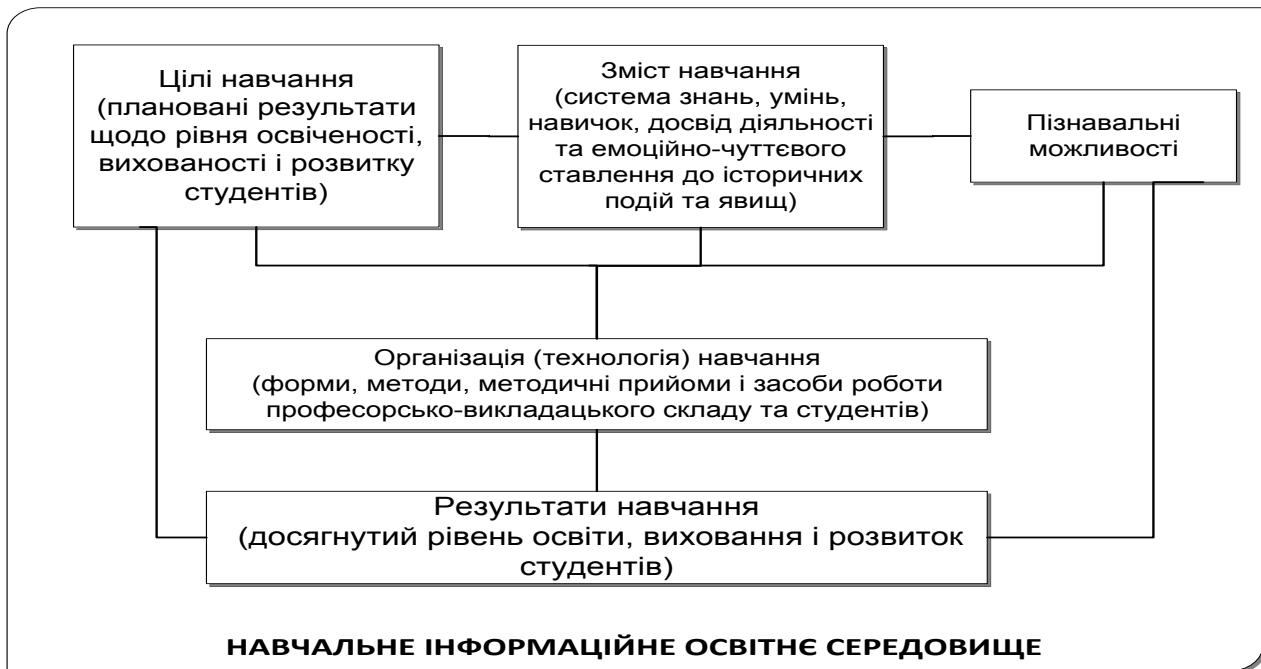 Цілі навчання
(плановані результати
щодо рівня освіченості,
вихованості і розвитку
студентів)
Зміст навчання
(система знань, умінь,
навичок, досвід діяльності
та емоційно-чуттєвого
ставлення до історичних
подій та явищ)
Пізнавальні
можливості
Організація (технологія) навчання
(форми, методи, методичні прийоми і засоби роботи
професорсько-викладацького складу та студентів)
Результати навчання
(досягнутий рівень освіти, виховання і розвиток
студентів)
НАВЧАЛЬНЕ ІНФОРМАЦІЙНЕ ОСВІТНЄ СЕРЕДОВИЩЕ